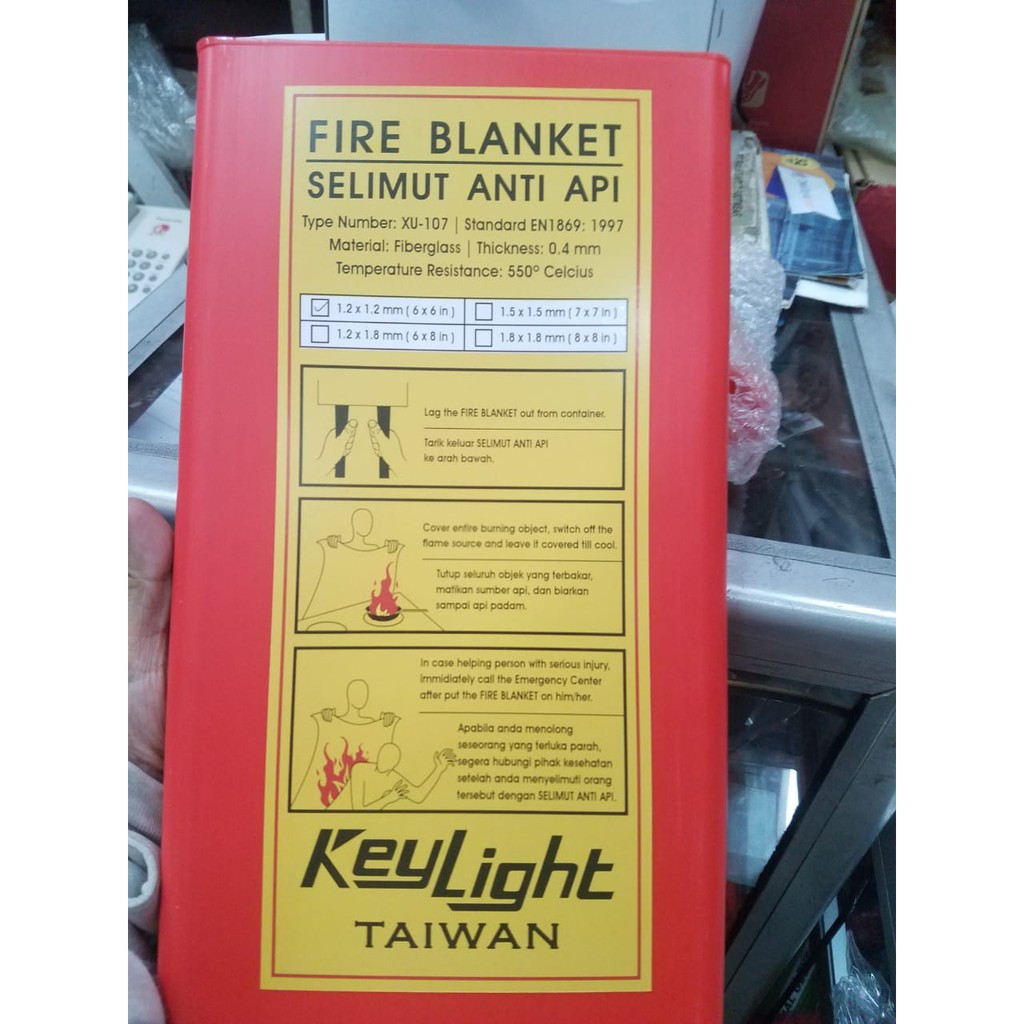 FIRE BLANKET
SELIMUT ANTI API
Type Number: XU-107 | Standard EN1869: 1997
Material: Fiberglass | Thickness: 0.4 mm
Temperature Resistance: 550° Celcius
1.2 x 1.2 mm ( 6 x 6 in ) 1.5 x 1.5 mm ( 7 x 7 in )
1.2 x 1.8 mm ( 6 x 8 in ) 1.8 x 1.8 mm ( 8 x 8 in )
Lag the FIRE BLANKET out from container.
Tarik keluar SELIMUT ANTI API
ke arah bawah.
Cover entire burning object, switch off the
flame source and leave it covered till cool.
Tutup seluruh objek yang terbakar,
matikan sumber api, dan biarkan
sampai api padam.
In case helping person with serious injury,
immidiately call the Emergency Center
after put the FIRE BLANKET on him/her.
Apabila anda menolong
seseorang yang terluka parah,
segera hubungi pihak kesehatan
setelah anda menyelimuti orang
tersebut dengan SELIMUT ANTI API.
KeyLight
TAIWAN